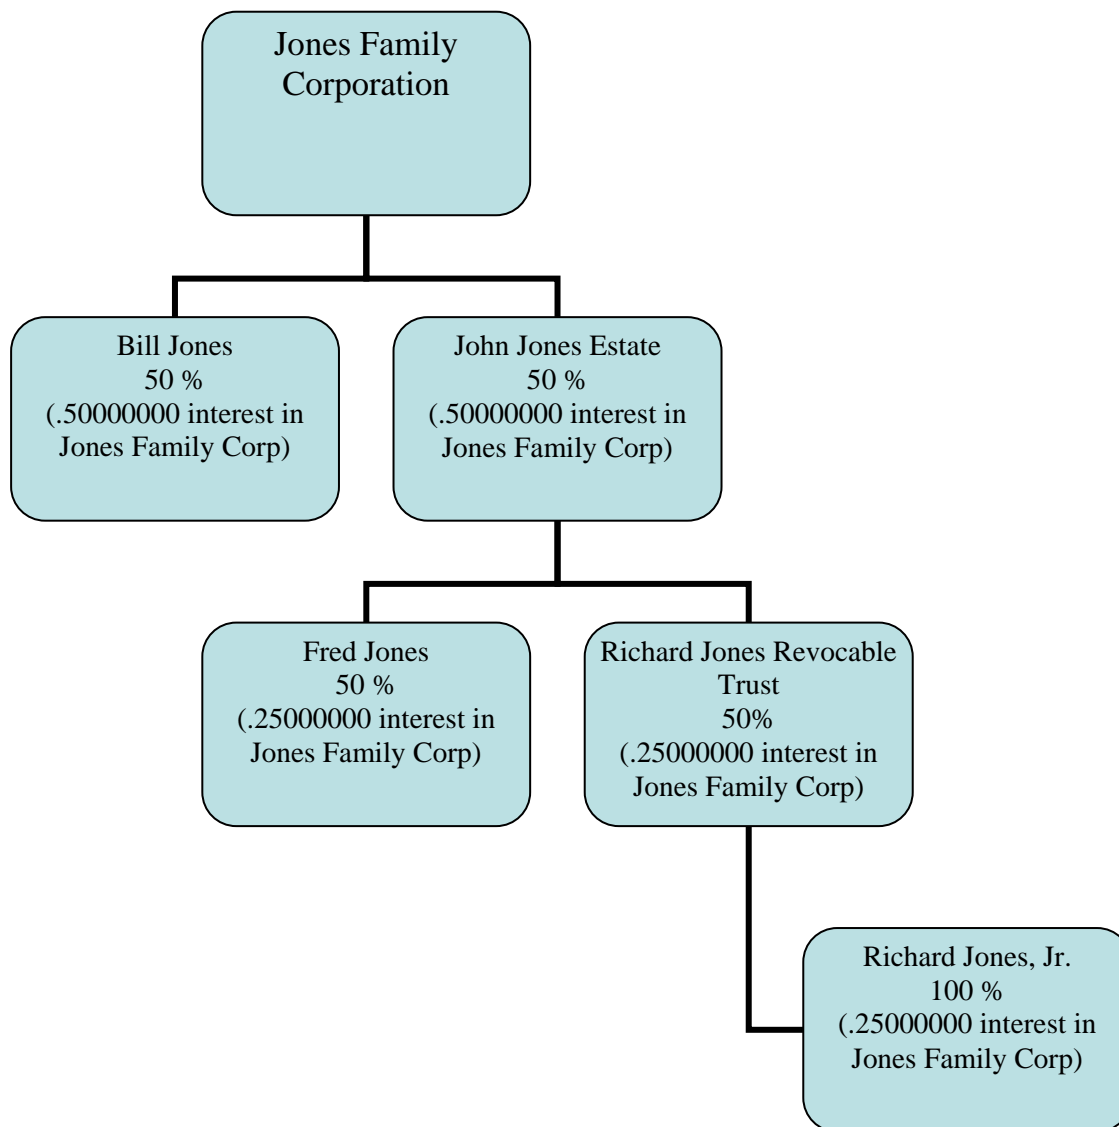 Jones Family
Corporation
Bill Jones
50 %
(.50000000 interest in
Jones Family Corp)
John Jones Estate
50 %
(.50000000 interest in
Jones Family Corp)
Fred Jones
50 %
(.25000000 interest in
Jones Family Corp)
Richard Jones Revocable
Trust
50%
(.25000000 interest in
Jones Family Corp)
Richard Jones, Jr.
100 %
(.25000000 interest in
Jones Family Corp)